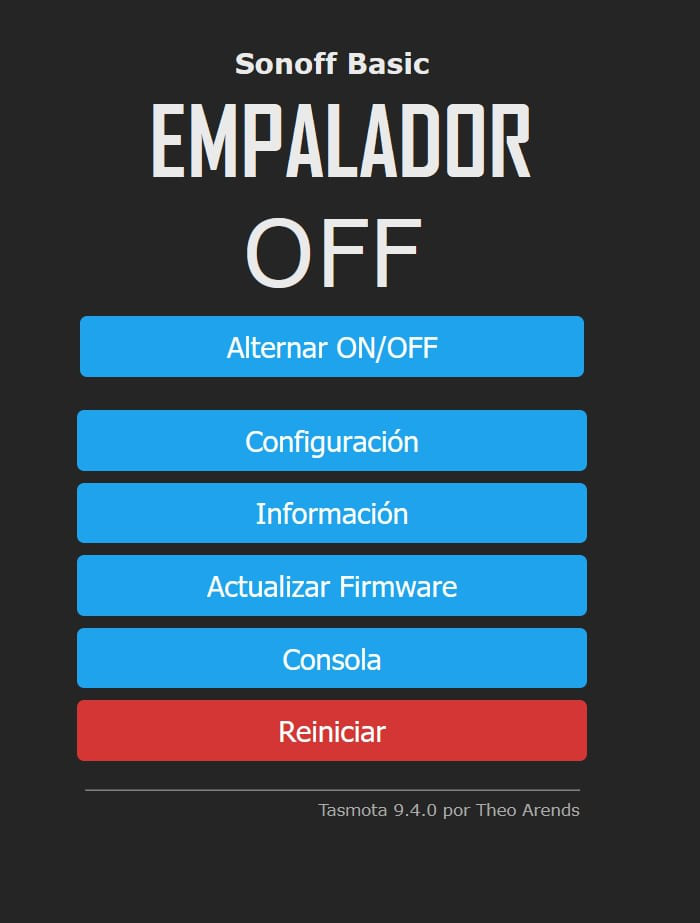 Sonoff Basic
EMPALADOR
OFF
Alternar ON/OFF
Configuración
Información
Actualizar Firmware
Consola
Reiniciar
Tasmota 9.4.0 por Theo Arends